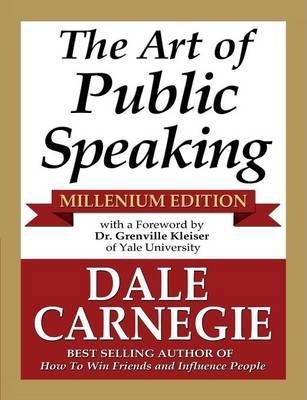 The Art of
Public
Speaking
MILLENIUM EDITION
with a Foreword by
Dr. Grenville Kleiser
of Yale University
DALE
CARNEGIE
BEST SELLING AUTHOR OF
How To Win Friends and Influence People